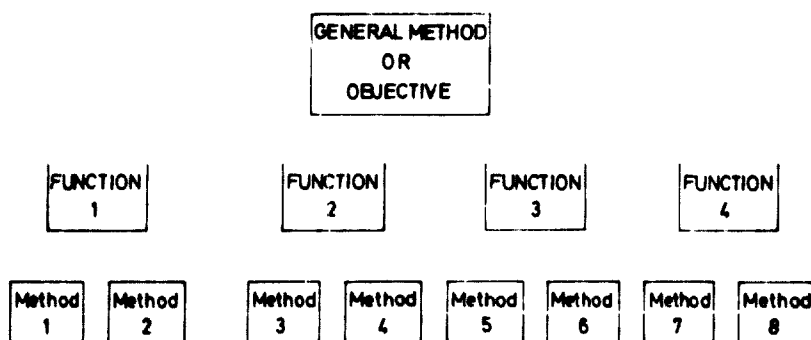 GENERAL METHOD
OR
OBJECTIVE
FUNCTION
1
FUNCTION
2
FUNCTION
3
FUNCTION
4
Method
1
Method
2
Method
3
Method
4
Method
5
Method
6
Method
7
Method
8